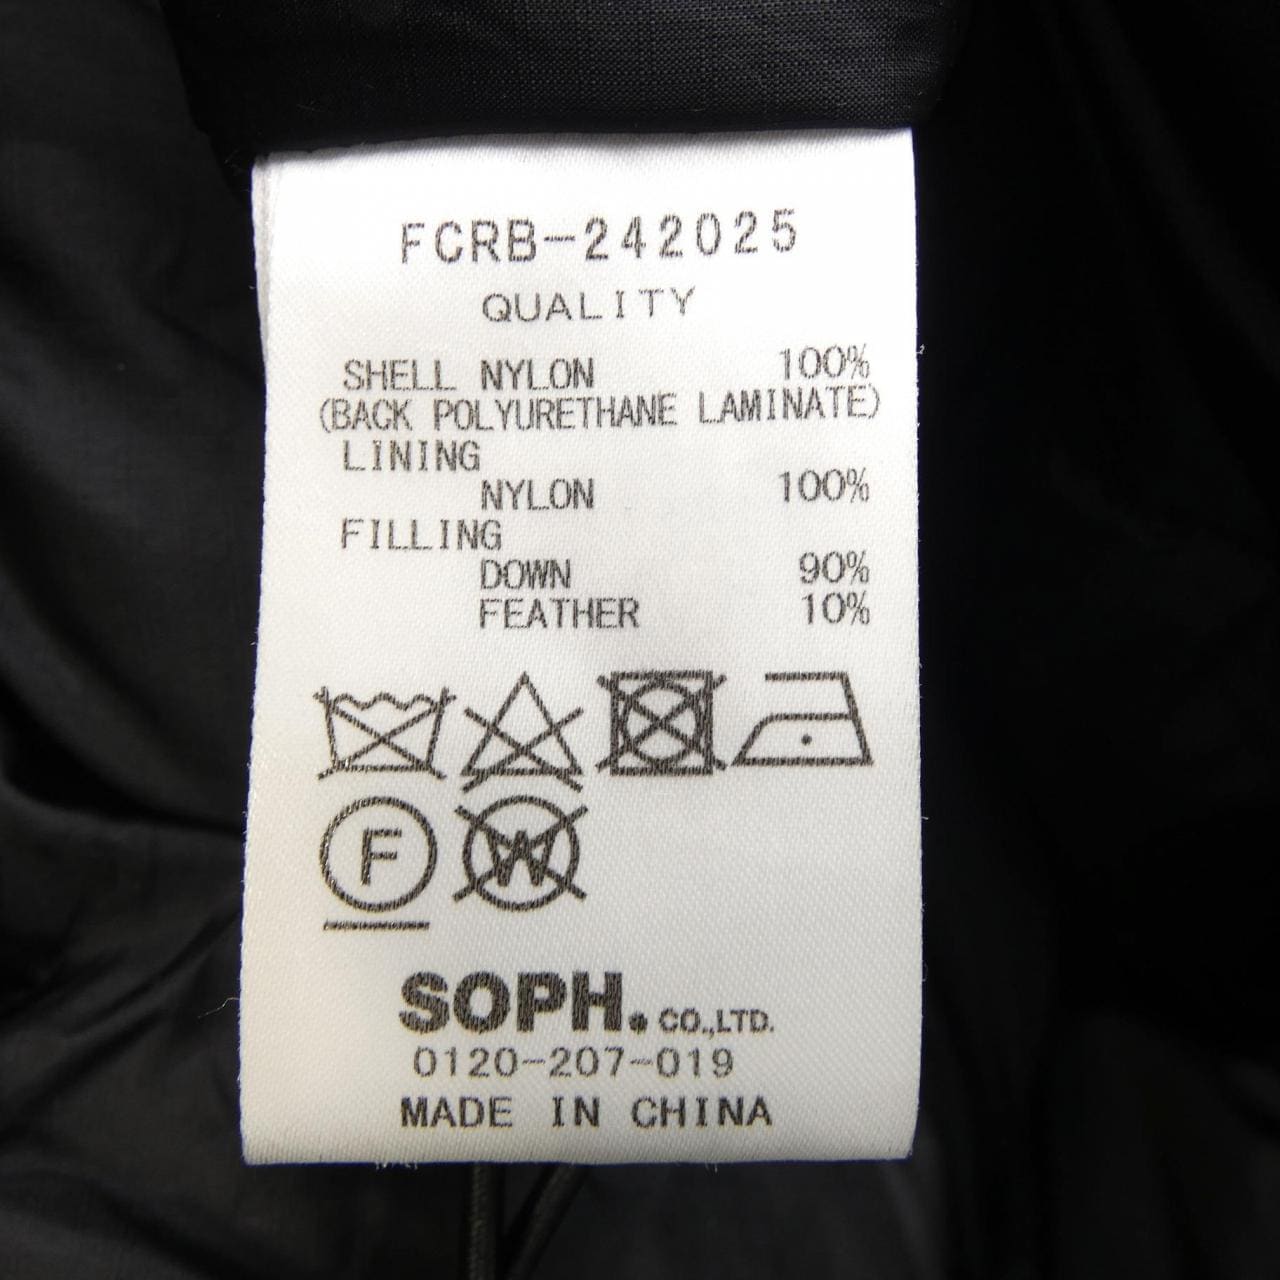 FCRB-242025
QUALITY
SHELL NYLON 100%
(BACK POLYURETHANE LAMINATE)
LINING
NYLON 100%
FILLING
DOWN 90%
FEATHER 10%
F W
SOPH. CO.,LTD.
0120-207-019
MADE IN CHINA